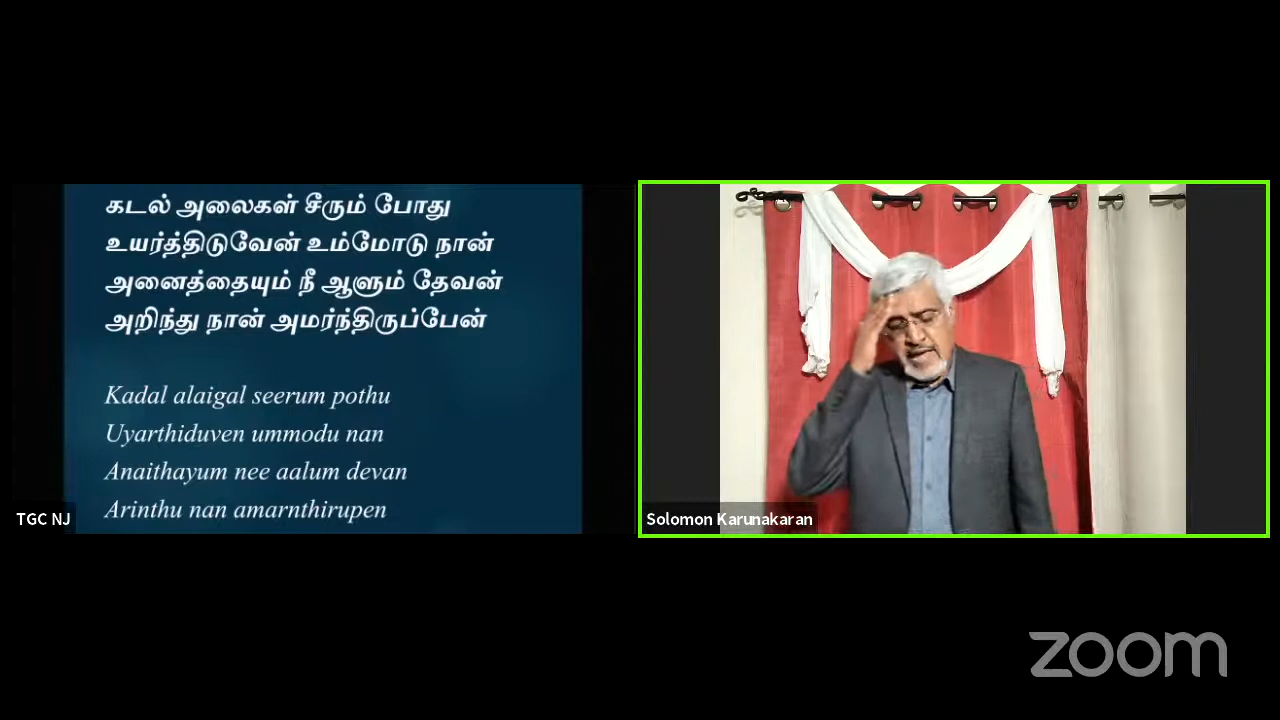 கடல் அலைகள் சீரும் போது
உயர்த்திடுவேன் உம்மோடு நான்
அனைத்தையும் நீ ஆளும் தேவன்
அறிந்து நான் அமர்ந்திருப்பேன்
Kadal alaigal seerum pothu
Uyarthiduven ummodu nan
Anaithayum nee aalum devan
Arinthu nan amarnthirupen
TGC NJ
Solomon Karunakaran
zoom